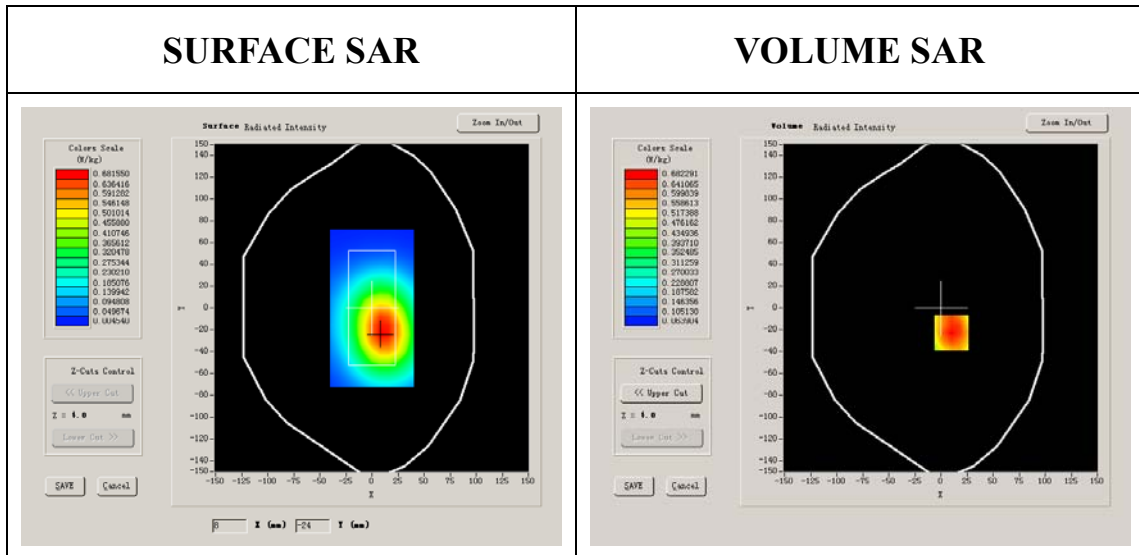 SURFACE SAR
VOLUME SAR
Surface Radiated Intensity
Zoom In/Out
Colors Scale
(W/kg)
0.681550
0.636416
0.591282
0.546148
0.501014
0.455880
0.410746
0.365612
0.320478
0.275344
0.230210
0.185076
0.139942
0.094808
0.049674
0.004540
150
140
120
100
80
60
40
20
0
-20
-40
-60
-80
-100
-120
-140
-150
Y
-150 -125 -100 -75 -50 -25 0 25 50 75 100 125 150
X
Z-Cuts Control
<< Upper Cut
Z = 4.0 mm
Lower Cut >>
SAVE Cancel
8 X (mm) -24 Y (mm)
Volume Radiated Intensity
Zoom In/Out
Colors Scale
(W/kg)
0.682291
0.641065
0.599839
0.558613
0.517388
0.476162
0.434936
0.393710
0.352485
0.311259
0.270033
0.228807
0.187582
0.146356
0.105130
0.063904
150
140
120
100
80
60
40
20
0
-20
-40
-60
-80
-100
-120
-140
-150
Y
-150 -125 -100 -75 -50 -25 0 25 50 75 100 125 150
X
Z-Cuts Control
<< Upper Cut
Z = 4.0 mm
Lower Cut >>
SAVE Cancel